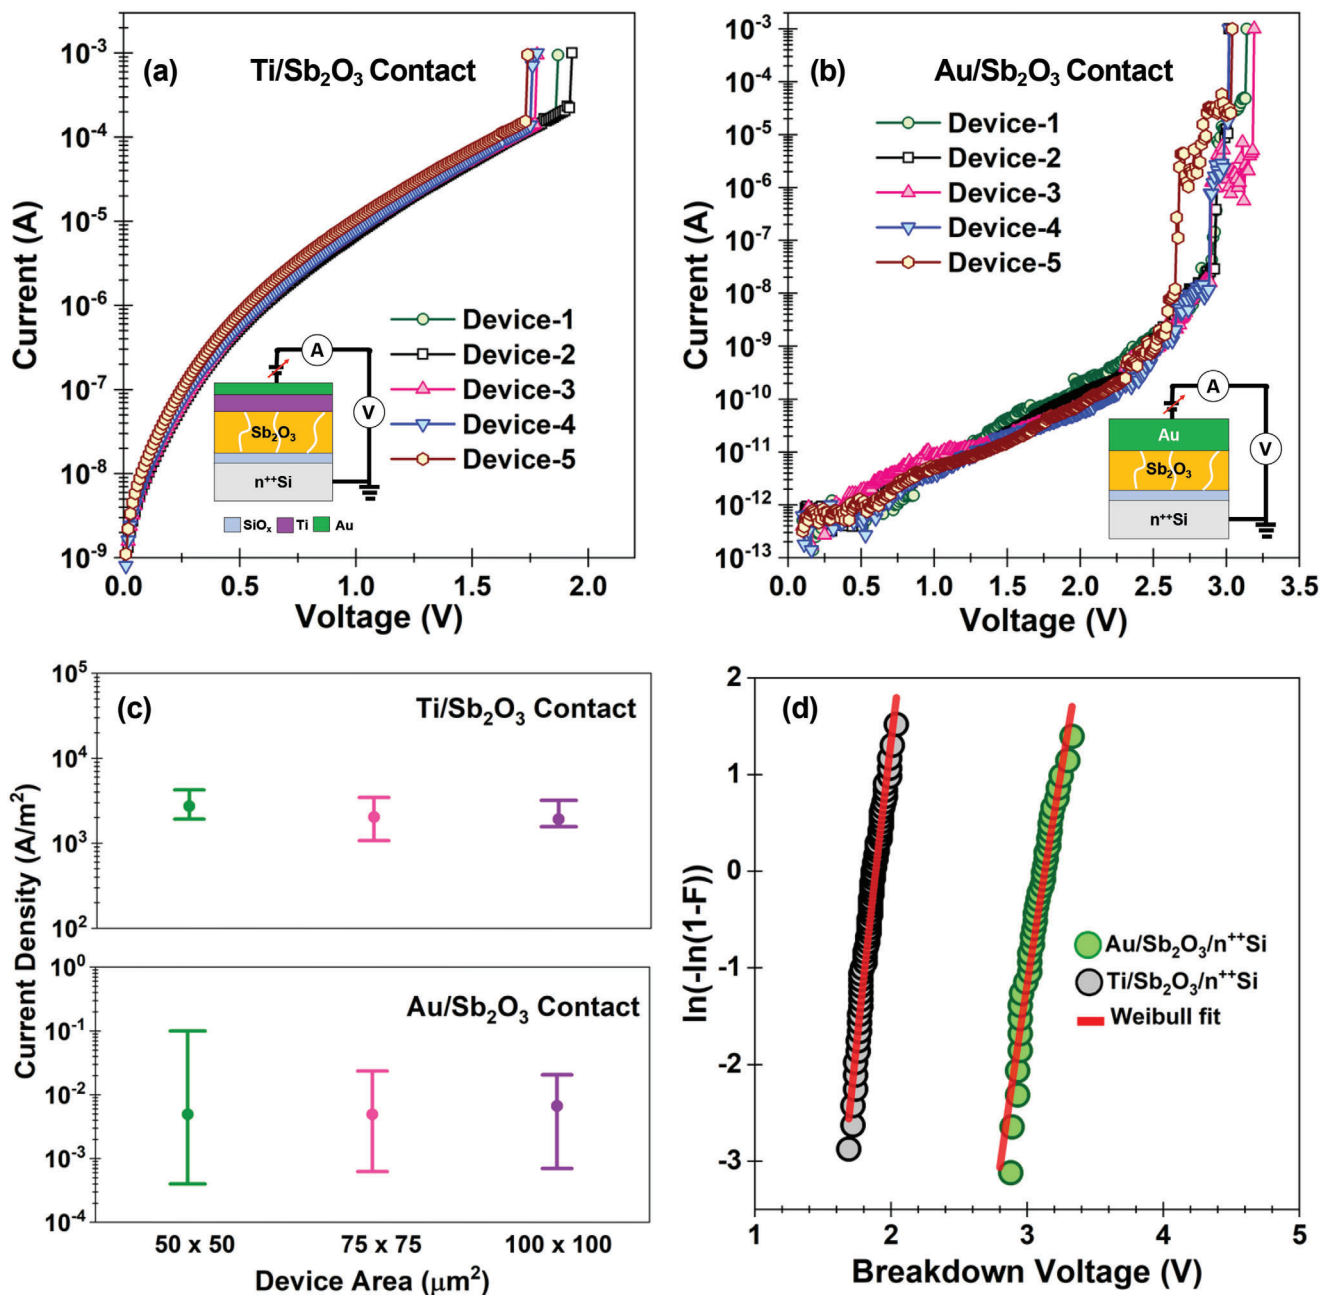 (a)
Ti/Sb₂O₃ Contact
10⁻³
10⁻⁴
10⁻⁵
10⁻⁶
10⁻⁷
10⁻⁸
10⁻⁹
Current (A)
Device-1
Device-2
Device-3
Device-4
Device-5
A
V
Sb₂O₃
n⁺⁺Si
SiOₓ Ti Au
0.0 0.5 1.0 1.5 2.0
Voltage (V)
(b)
Au/Sb₂O₃ Contact
10⁻³
10⁻⁴
10⁻⁵
10⁻⁶
10⁻⁷
10⁻⁸
10⁻⁹
10⁻¹⁰
10⁻¹¹
10⁻¹²
10⁻¹³
Current (A)
Device-1
Device-2
Device-3
Device-4
Device-5
A
V
Au
Sb₂O₃
n⁺⁺Si
0.0 0.5 1.0 1.5 2.0 2.5 3.0 3.5
Voltage (V)
(c)
Ti/Sb₂O₃ Contact
10⁵
10⁴
10³
10²
Current Density (A/m²)
Au/Sb₂O₃ Contact
10⁰
10⁻¹
10⁻²
10⁻³
10⁻⁴
50 x 50 75 x 75 100 x 100
Device Area (μm²)
(d)
2
1
0
-1
-2
-3
ln(-ln(1-F))
Au/Sb₂O₃/n⁺⁺Si
Ti/Sb₂O₃/n⁺⁺Si
Weibull fit
1 2 3 4 5
Breakdown Voltage (V)